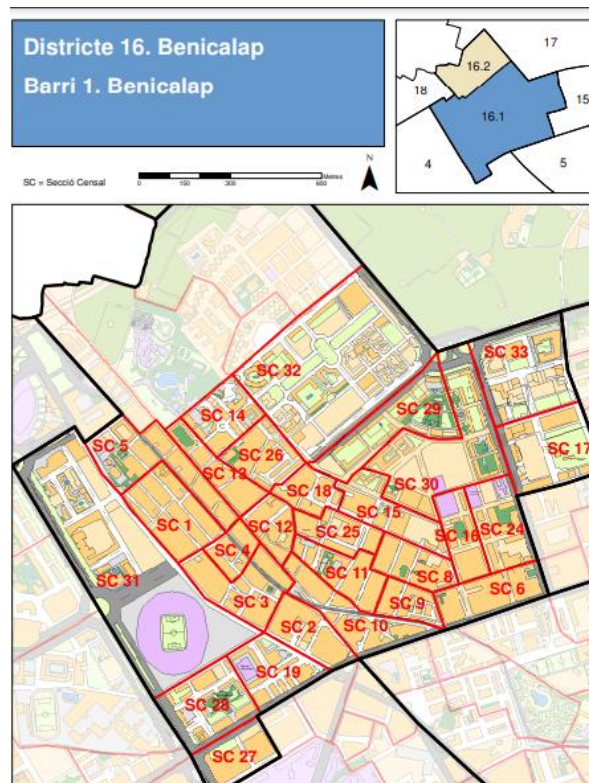 Districte 16. Benicalap
Barri 1. Benicalap
17
16.2
18
15
16.1
4
5
N
SC = Secció Censal
0 150 300 600 Metres
SC 33
SC 32
SC 29
SC 14
SC 5
SC 26
SC 17
SC 13
SC 18
SC 30
SC 1
SC 15
SC 12
SC 25
SC 16
SC 24
SC 4
SC 11
SC 8
SC 31
SC 6
SC 3
SC 9
SC 2
SC 10
SC 19
SC 28
SC 27